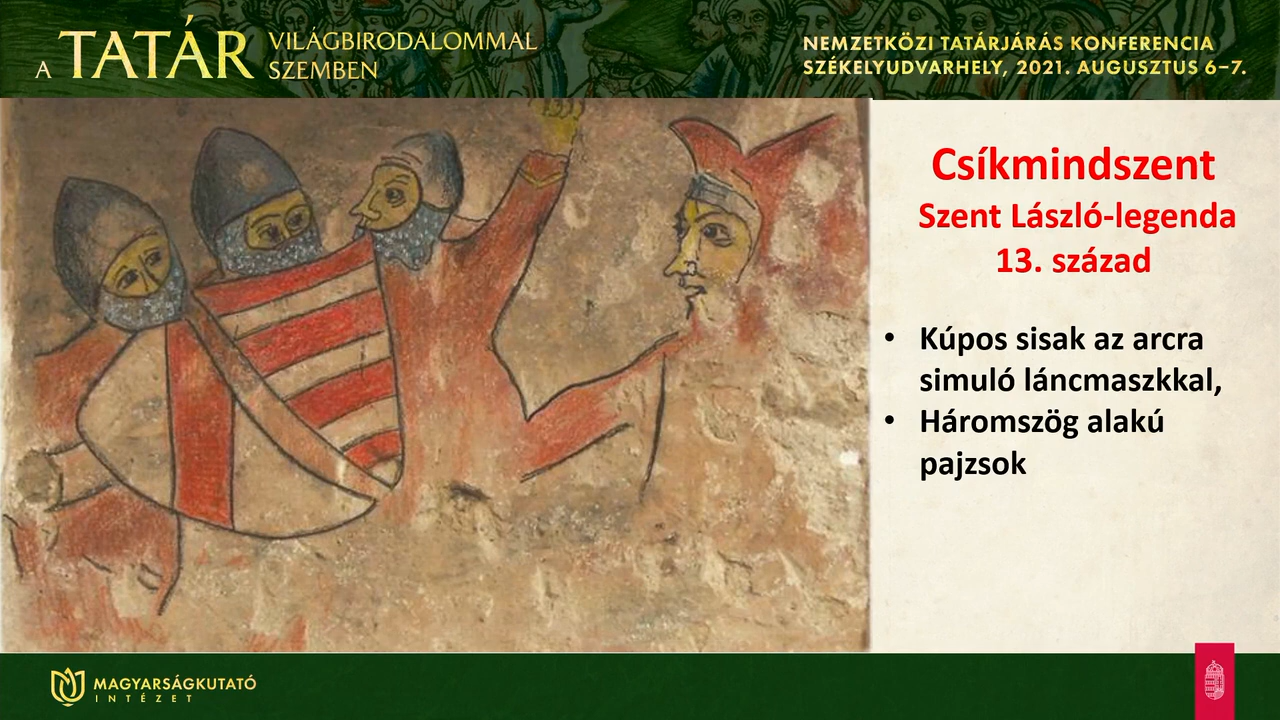 A TATÁR VILÁGBIRODALOMMAL
SZEMBEN
NEMZETKÖZI TATÁRJÁRÁS KONFERENCIA
SZÉKELYUDVARHELY, 2021. AUGUSZTUS 6–7.
Csíkmindszent
Szent László-legenda
13. század
• Kúpos sisak az arcra
simuló láncmaszkkal,
• Háromszög alakú
pajzsok
MAGYARSÁGKUTATÓ
INTÉZET